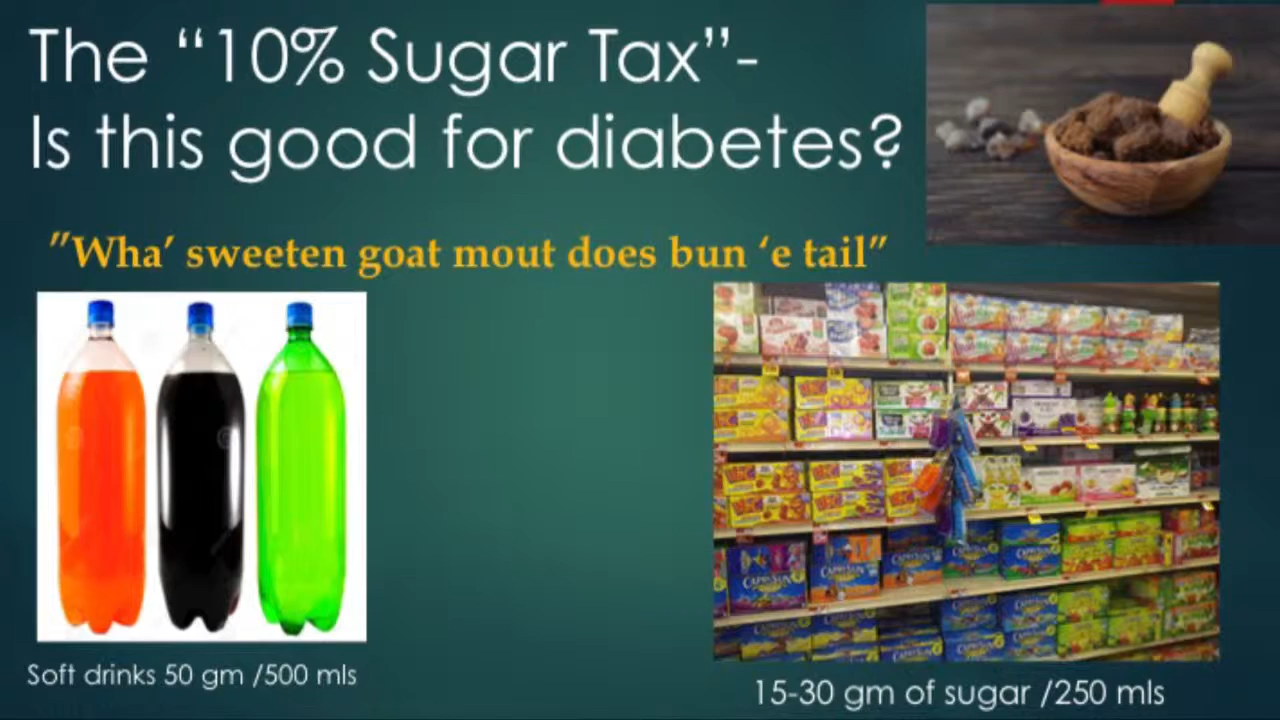 The “10% Sugar Tax”-
Is this good for diabetes?
”Wha’ sweeten goat mout does bun ‘e tail”
Soft drinks 50 gm /500 mls
15-30 gm of sugar /250 mls